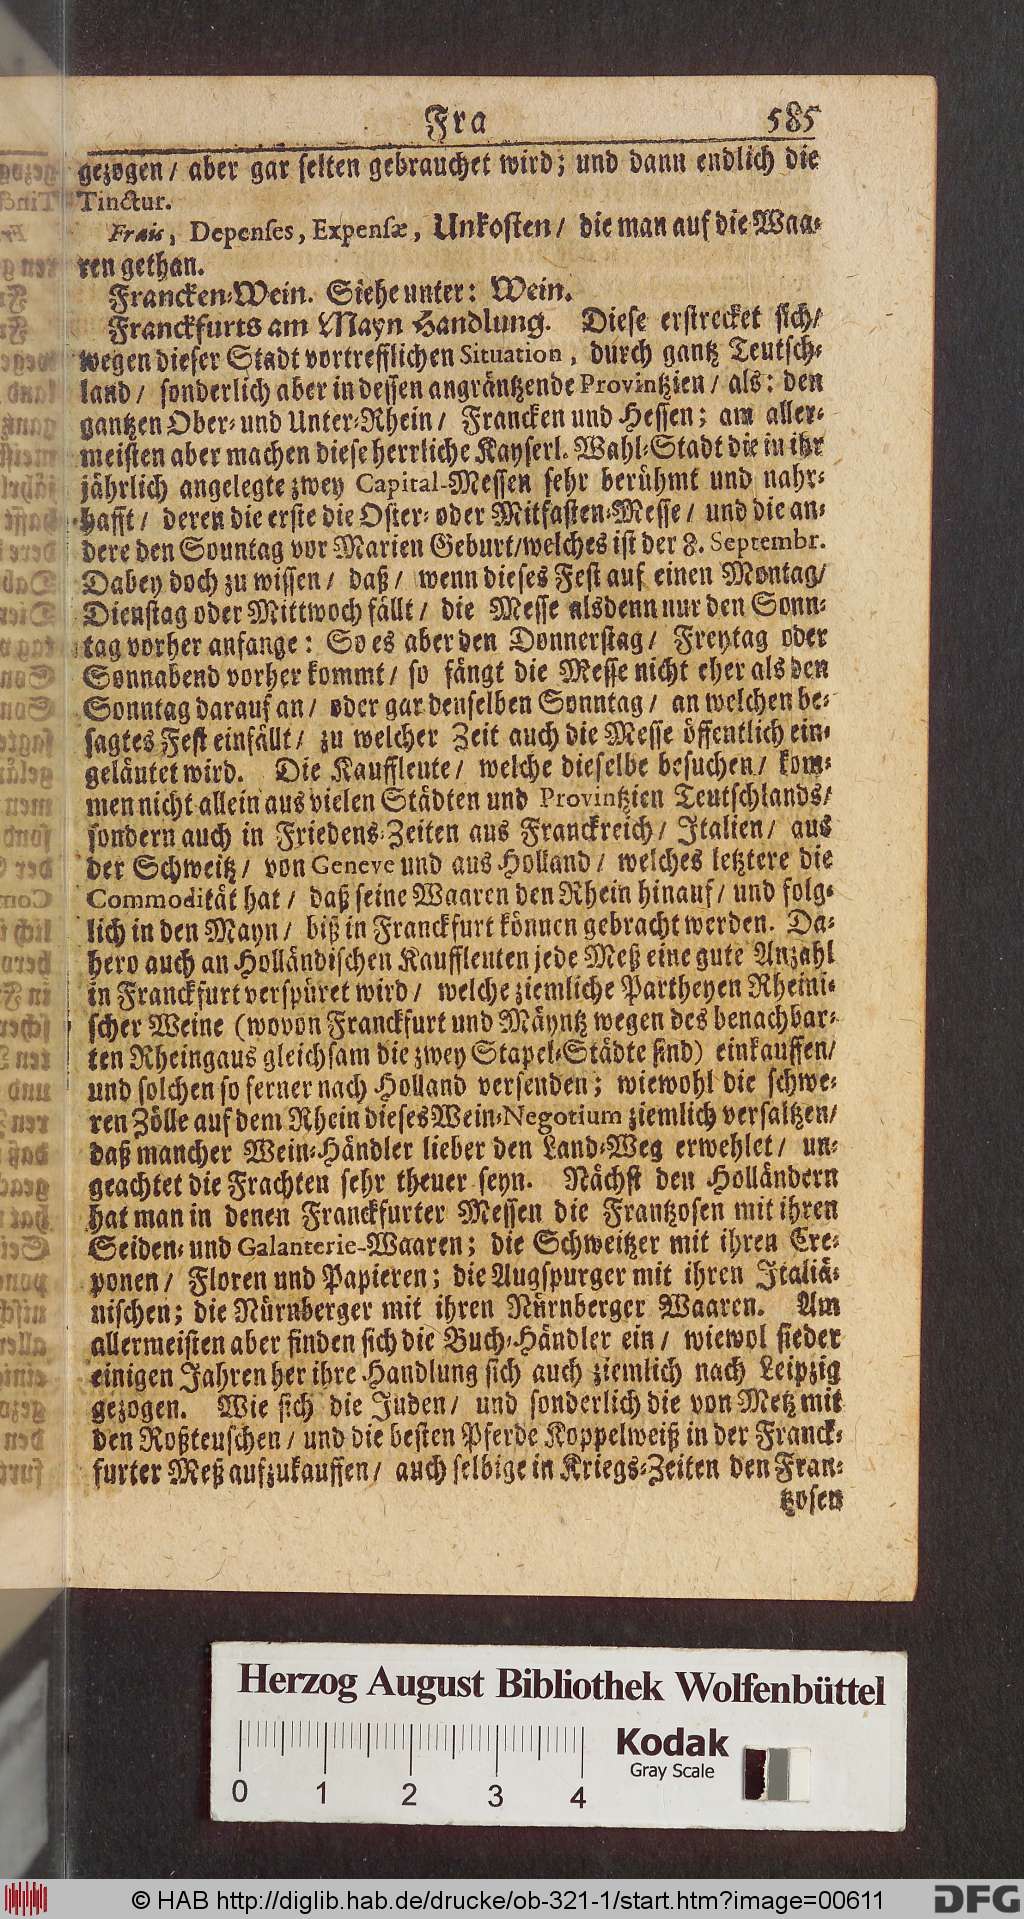 Fra 585
gezogen / aber gar selten gebrauchet wird; und dann endlich die
Tinctur.
Frais, Depenses, Expensæ, Unkosten / die man auf die Waa-
ren gethan.
Francken-Wein. Siehe unter: Wein.
Franckfurts am Mayn Handlung. Diese erstrecket sich/
wegen dieser Stadt vortrefflichen Situation, durch gantz Teutsch-
land / sonderlich aber in dessen angräntzende Provintzien / als: den
gantzen Ober- und Unter-Rhein / Francken und Hessen; am aller-
meisten aber machen diese herrliche Kayserl. Wahl-Stadt die in ihr
jährlich angelegte zwey Capital-Messen sehr berühmt und nahr-
hafft / deren die erste die Oster- oder Mitfasten-Messe / und die an-
dere den Sonntag vor Marien Geburt/welches ist der 8. Septembr.
Dabey doch zu wissen / daß / wenn dieses Fest auf einen Montag/
Dienstag oder Mittwoch fällt / die Messe alsdenn nur den Sonn-
tag vorher anfange: So es aber den Donnerstag / Freytag oder
Sonnabend vorher kommt / so fängt die Messe nicht eher als den
Sonntag darauf an / oder gar denselben Sonntag / an welchen be-
sagtes Fest einfällt / zu welcher Zeit auch die Messe öffentlich ein-
geläutet wird. Die Kauffleute / welche dieselbe besuchen / kom-
men nicht allein aus vielen Städten und Provintzien Teutschlands/
sondern auch in Friedens-Zeiten aus Franckreich / Italien / aus
der Schweitz / von Geneve und aus Holland / welches letztere die
Commodität hat / daß seine Waaren den Rhein hinauf / und folg-
lich in den Mayn / biß in Franckfurt können gebracht werden. Da-
hero auch an Holländischen Kauffleuten jede Meß eine gute Anzahl
in Franckfurt verspüret wird / welche ziemliche Partheyen Rheini-
scher Weine (wovon Franckfurt und Mäyntz wegen des benachbar-
ten Rheingaus gleichsam die zwey Stapel-Städte sind) einkauffen/
und solchen so ferner nach Holland versenden; wiewohl die schwe-
ren Zölle auf dem Rhein dieses Wein-Negotium ziemlich versaltzen/
daß mancher Wein-Händler lieber den Land-Weg erwehlet / un-
geachtet die Frachten sehr theuer seyn. Nächst den Holländern
hat man in denen Franckfurter Messen die Frantzosen mit ihren
Seiden- und Galanterie-Waaren; die Schweitzer mit ihren Cre-
ponen / Floren und Papieren; die Augspurger mit ihren Italiä-
nischen; die Nürnberger mit ihren Nürnberger Waaren. Am
allermeisten aber finden sich die Buch-Händler ein / wiewol sieder
einigen Jahren her ihre Handlung sich auch ziemlich nach Leipzig
gezogen. Wie sich die Juden / und sonderlich die von Metz mit
den Roßteuschen / und die besten Pferde Koppelweiß in der Franck-
furter Meß aufzukauffen / auch selbige in Kriegs-Zeiten den Fran-
tzosen
Herzog August Bibliothek Wolfenbüttel
Kodak
Gray Scale
0 1 2 3 4
© HAB http://diglib.hab.de/drucke/ob-321-1/start.htm?image=00611
DFG